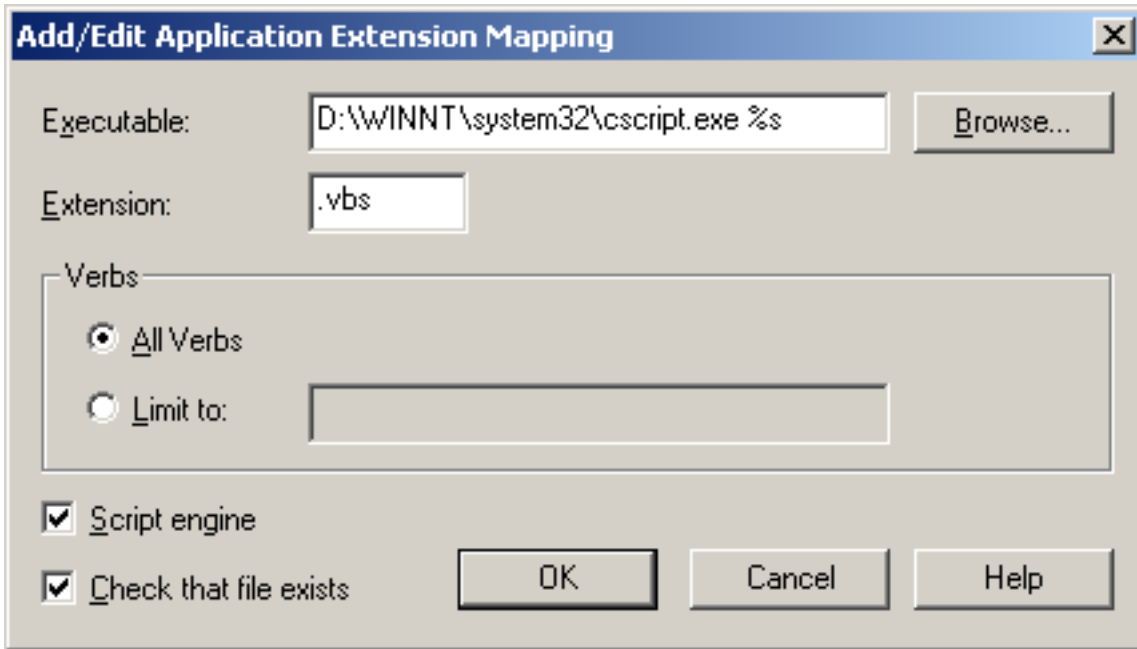 Add/Edit Application Extension Mapping
Executable: D:\WINNT\system32\cscript.exe %s Browse...
Extension: .vbs
Verbs
All Verbs
Limit to:
Script engine
Check that file exists OK Cancel Help